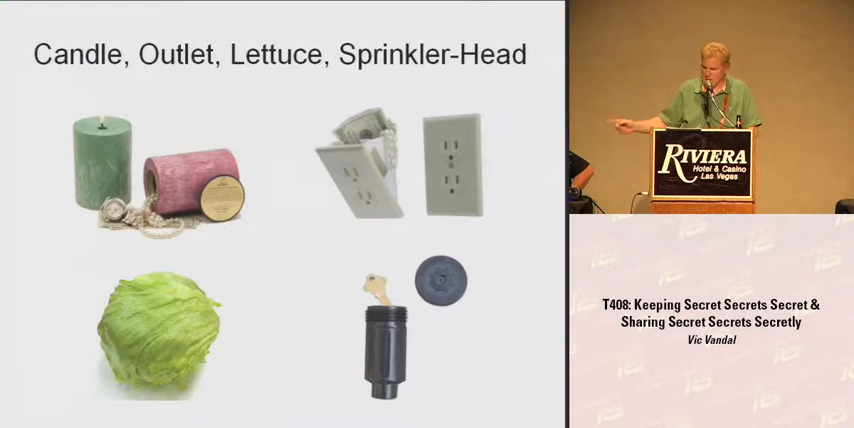 Candle, Outlet, Lettuce, Sprinkler-Head
RIVIERA
Hotel & Casino
Las Vegas
T408: Keeping Secret Secrets Secret &
Sharing Secret Secrets Secretly
Vic Vandal